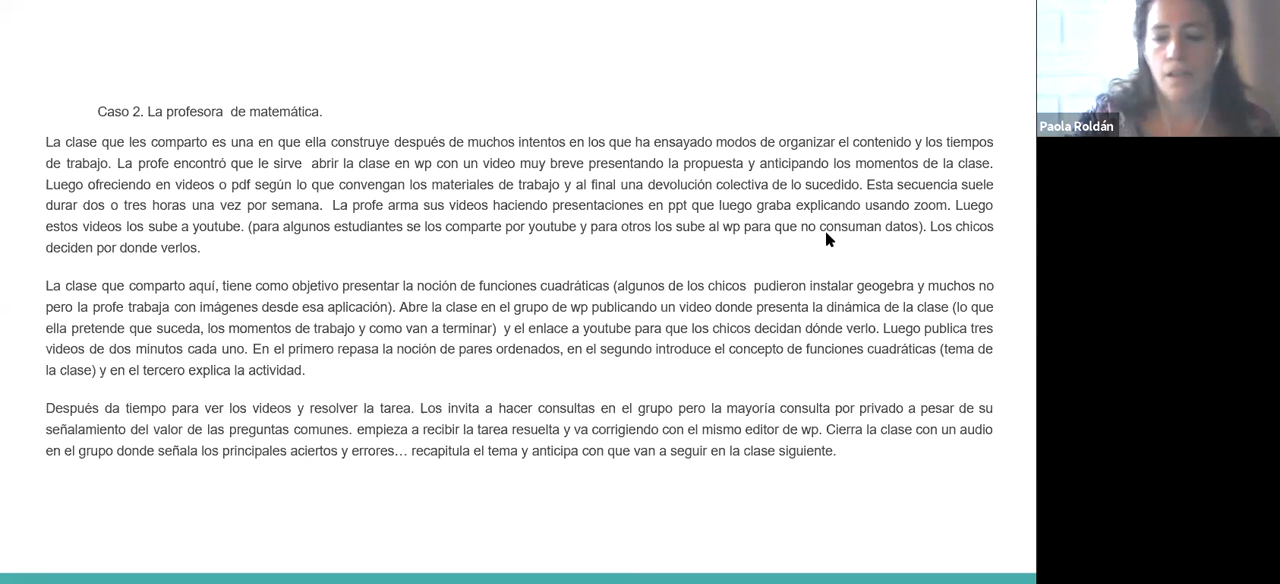 Caso 2. La profesora de matemática.
La clase que les comparto es una en que ella construye después de muchos intentos en los que ha ensayado modos de organizar el contenido y los tiempos
de trabajo. La profe encontró que le sirve abrir la clase en wp con un video muy breve presentando la propuesta y anticipando los momentos de la clase.
Luego ofreciendo en videos o pdf según lo que convengan los materiales de trabajo y al final una devolución colectiva de lo sucedido. Esta secuencia suele
durar dos o tres horas una vez por semana. La profe arma sus videos haciendo presentaciones en ppt que luego graba explicando usando zoom. Luego
estos videos los sube a youtube. (para algunos estudiantes se los comparte por youtube y para otros los sube al wp para que no consuman datos). Los chicos
deciden por donde verlos.
La clase que comparto aquí, tiene como objetivo presentar la noción de funciones cuadráticas (algunos de los chicos pudieron instalar geogebra y muchos no
pero la profe trabaja con imágenes desde esa aplicación). Abre la clase en el grupo de wp publicando un video donde presenta la dinámica de la clase (lo que
ella pretende que suceda, los momentos de trabajo y como van a terminar) y el enlace a youtube para que los chicos decidan dónde verlo. Luego publica tres
videos de dos minutos cada uno. En el primero repasa la noción de pares ordenados, en el segundo introduce el concepto de funciones cuadráticas (tema de
la clase) y en el tercero explica la actividad.
Después da tiempo para ver los videos y resolver la tarea. Los invita a hacer consultas en el grupo pero la mayoría consulta por privado a pesar de su
señalamiento del valor de las preguntas comunes. empieza a recibir la tarea resuelta y va corrigiendo con el mismo editor de wp. Cierra la clase con un audio
en el grupo donde señala los principales aciertos y errores… recapitula el tema y anticipa con que van a seguir en la clase siguiente.
Paola Roldán